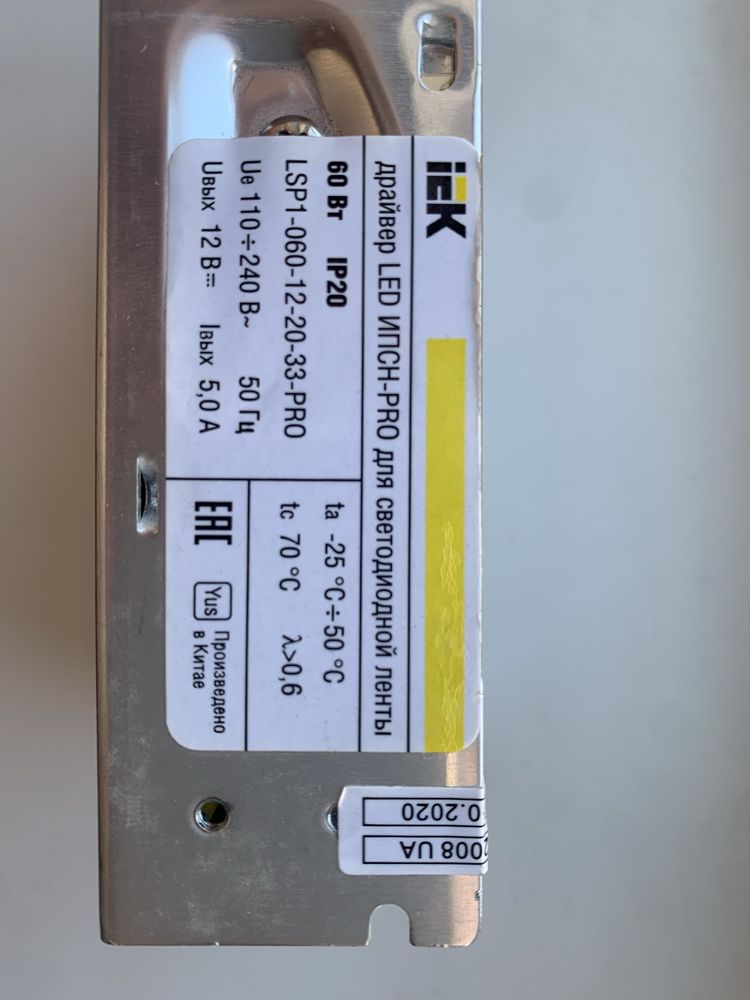 iEK
драйвер LED ИПСН-PRO для светодиодной ленты
60 Вт IP20
LSP1-060-12-20-33-PRO
Ue 110÷240 В~ 50 Гц
Uвых 12 В⎓ Iвых 5,0 А
ta -25 °C÷50 °C
tc 70 °C λ>0,6
EAC
Yus
Произведено
в Китае
0.2020
008 UA